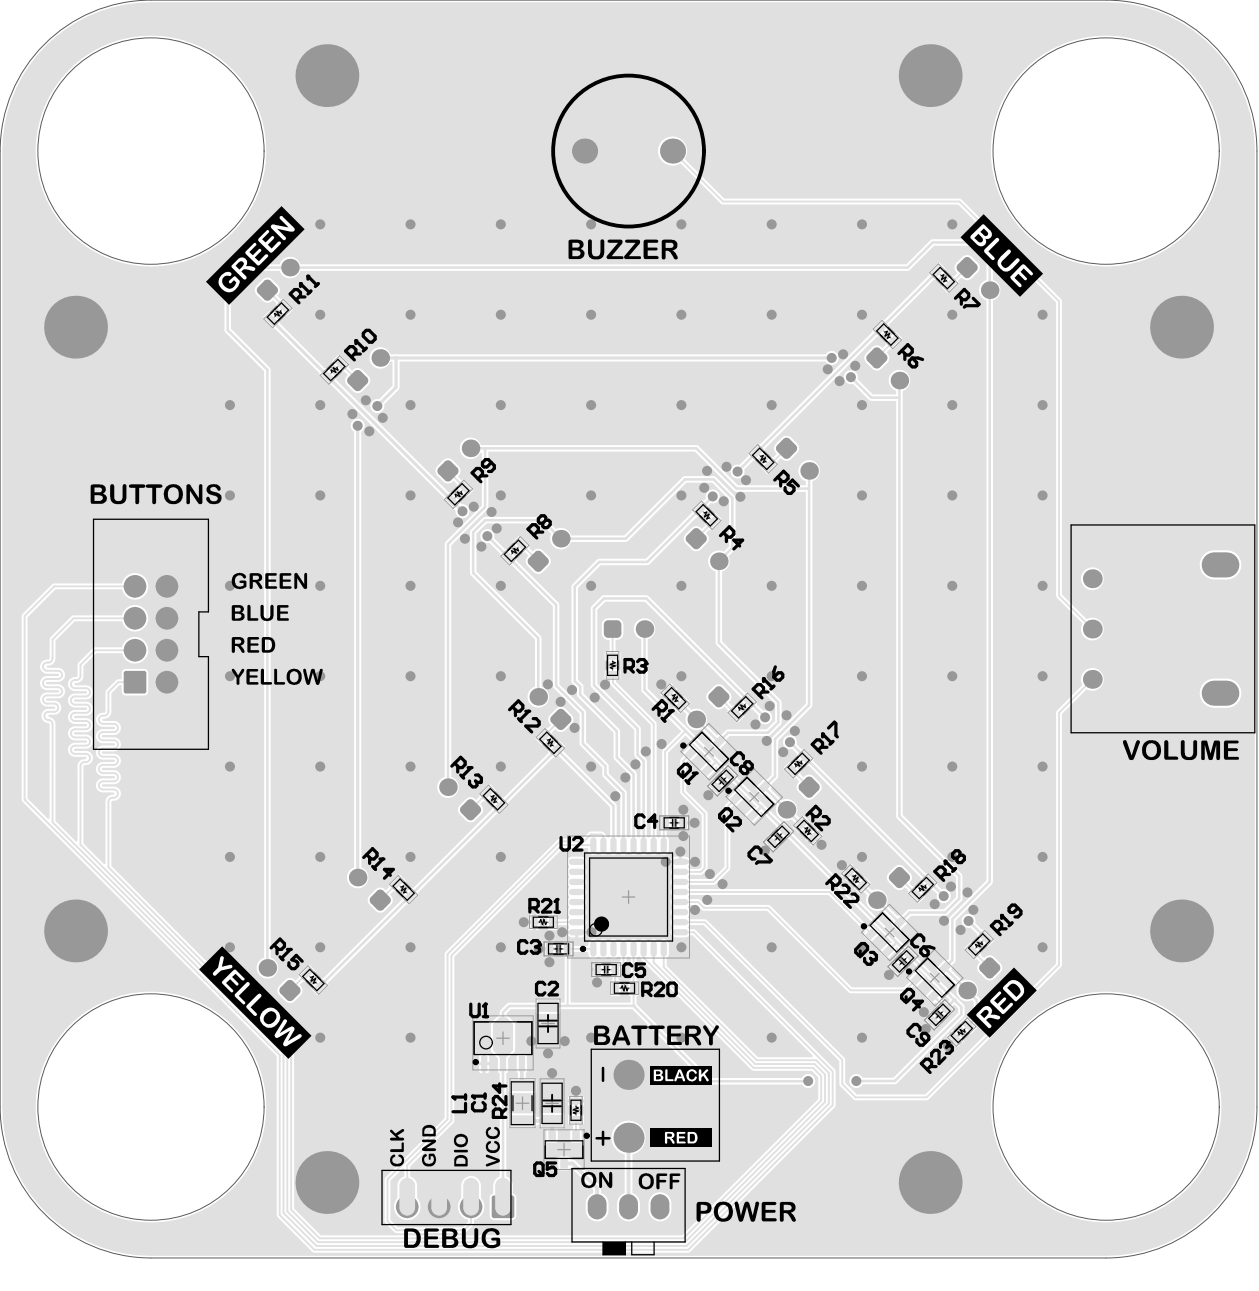 BUZZER
GREEN
BLUE
R11
R7
R10
R6
R9
R5
R8
R4
BUTTONS
GREEN
BLUE
RED
YELLOW
R3
R1
R16
R12
R17
VOLUME
Q1
C8
R13
Q2
R2
C4
U2
C7
R14
R22
R18
R21
R19
C3
Q3
C6
R15
C5
R20
Q4
YELLOW
RED
C2
U1
C9
R23
BATTERY
- BLACK
L1
C1
R24
+ RED
CLK
GND
DIO
VCC
Q5
ON OFF
POWER
DEBUG